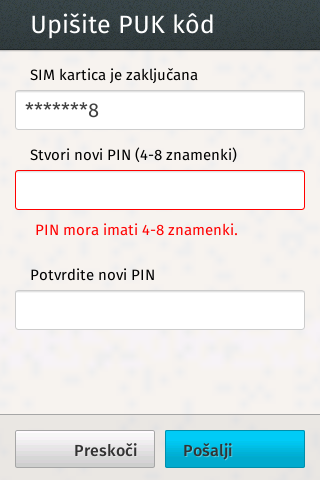 Upišite PUK kôd
SIM kartica je zaključana
*******8
Stvori novi PIN (4-8 znamenki)
PIN mora imati 4-8 znamenki.
Potvrdite novi PIN
Preskoči
Pošalji